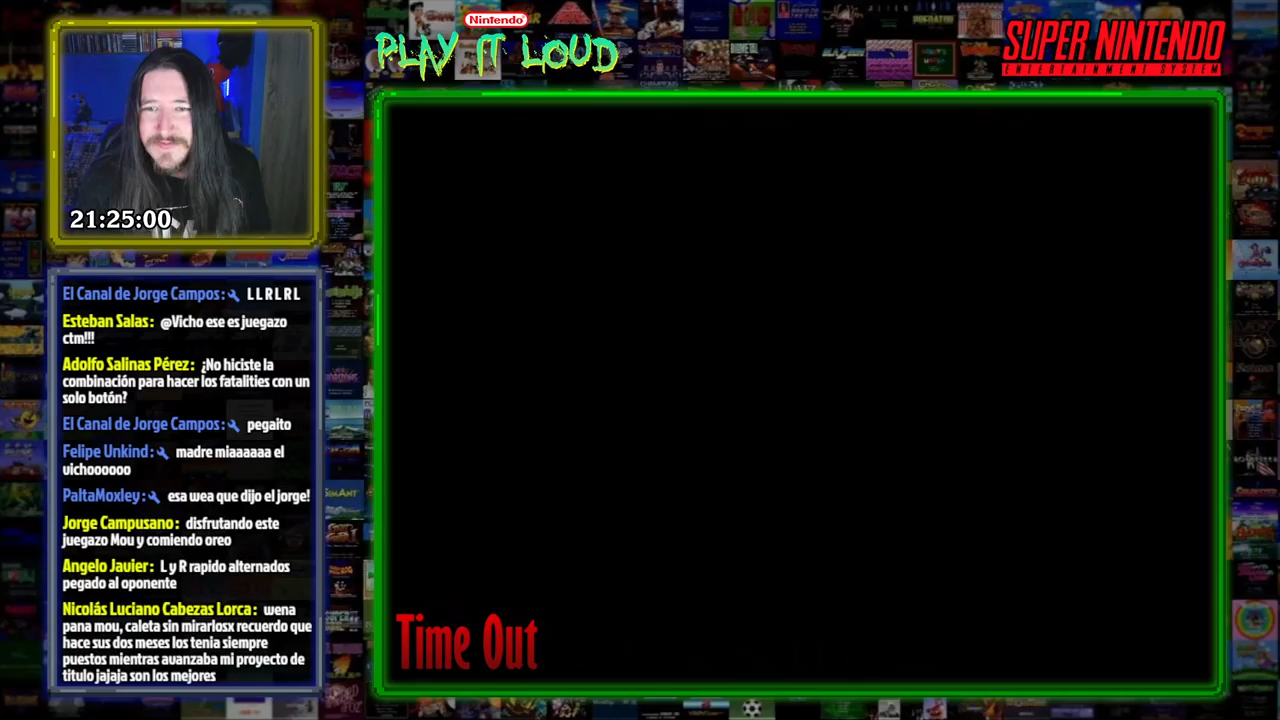 Nintendo
PLAY IT LOUD
SUPER NINTENDO
ENTERTAINMENT SYSTEM
21:25:00
El Canal de Jorge Campos: L L R L R L
Esteban Salas: @Vicho ese es juegazo
ctm!!!
Adolfo Salinas Pérez: ¿No hiciste la
combinación para hacer los fatalities con un
solo botón?
El Canal de Jorge Campos: pegaito
Felipe Unkind: madre miaaaaaa el
vichoooooo
PaltaMoxley: esa wea que dijo el jorge!
Jorge Campusano: disfrutando este
juegazo Mou y comiendo oreo
Angelo Javier: L y R rapido alternados
pegado al oponente
Nicolás Luciano Cabezas Lorca: wena
pana mou, caleta sin mirarlosx recuerdo que
hace sus dos meses los tenia siempre
puestos mientras avanzaba mi proyecto de
titulo jajaja son los mejores
Time Out